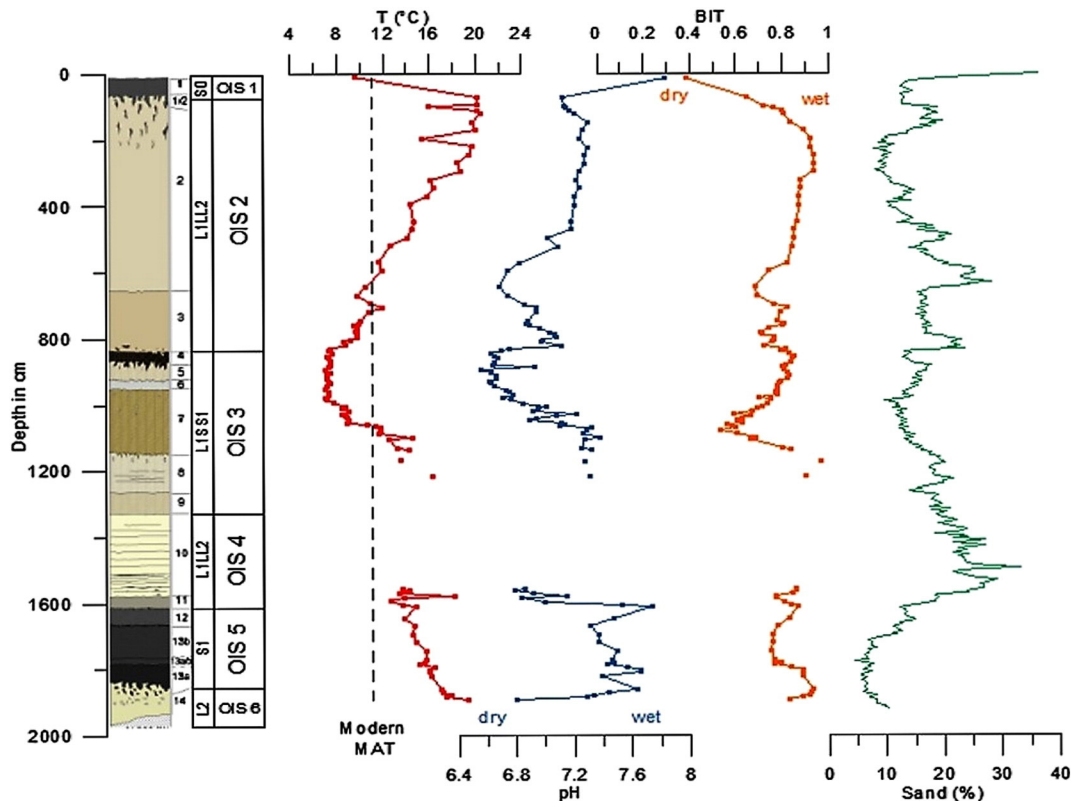 T (°C)
BIT
4 8 12 16 20 24
0 0.2 0.4 0.6 0.8 1
0
400
800
1200
1600
2000
Depth in cm
1
1\2
2
3
4
5
6
7
8
9
10
11
12
13b
13a
14
S0
L1LL2
L1SS1
L1LL2
S1
L2
OIS 1
OIS 2
OIS 3
OIS 4
OIS 5
OIS 6
dry
wet
dry
wet
Modern
MAT
6.4 6.8 7.2 7.6 8
pH
0 10 20 30 40
Sand (%)